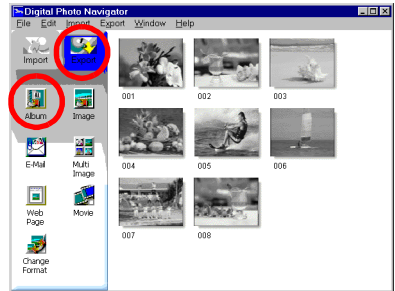 Digital Photo Navigator
File Edit Import Export Window Help
Import Export
Album Image
E-Mail Multi Image
Web Page Movie
Change Format
001 002 003
004 005 006
007 008